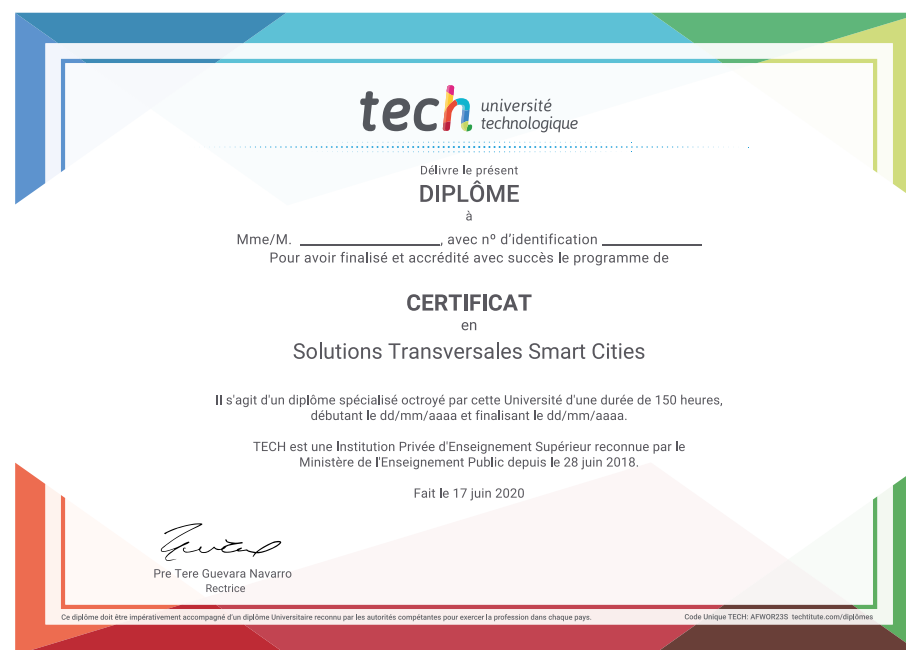 tech université
technologique
Délivre le présent
DIPLÔME
à
Mme/M. ____________________, avec nº d'identification ______________
Pour avoir finalisé et accrédité avec succès le programme de
CERTIFICAT
en
Solutions Transversales Smart Cities
Il s'agit d'un diplôme spécialisé octroyé par cette Université d'une durée de 150 heures,
débutant le dd/mm/aaaa et finalisant le dd/mm/aaaa.
TECH est une Institution Privée d'Enseignement Supérieur reconnue par le
Ministère de l'Enseignement Public depuis le 28 juin 2018.
Fait le 17 juin 2020
Pre Tere Guevara Navarro
Rectrice
Ce diplôme doit être impérativement accompagné d'un diplôme Universitaire reconnu par les autorités compétantes pour exercer la profession dans chaque pays.
Code Unique TECH: AFWOR23S techtitute.com/diplômes